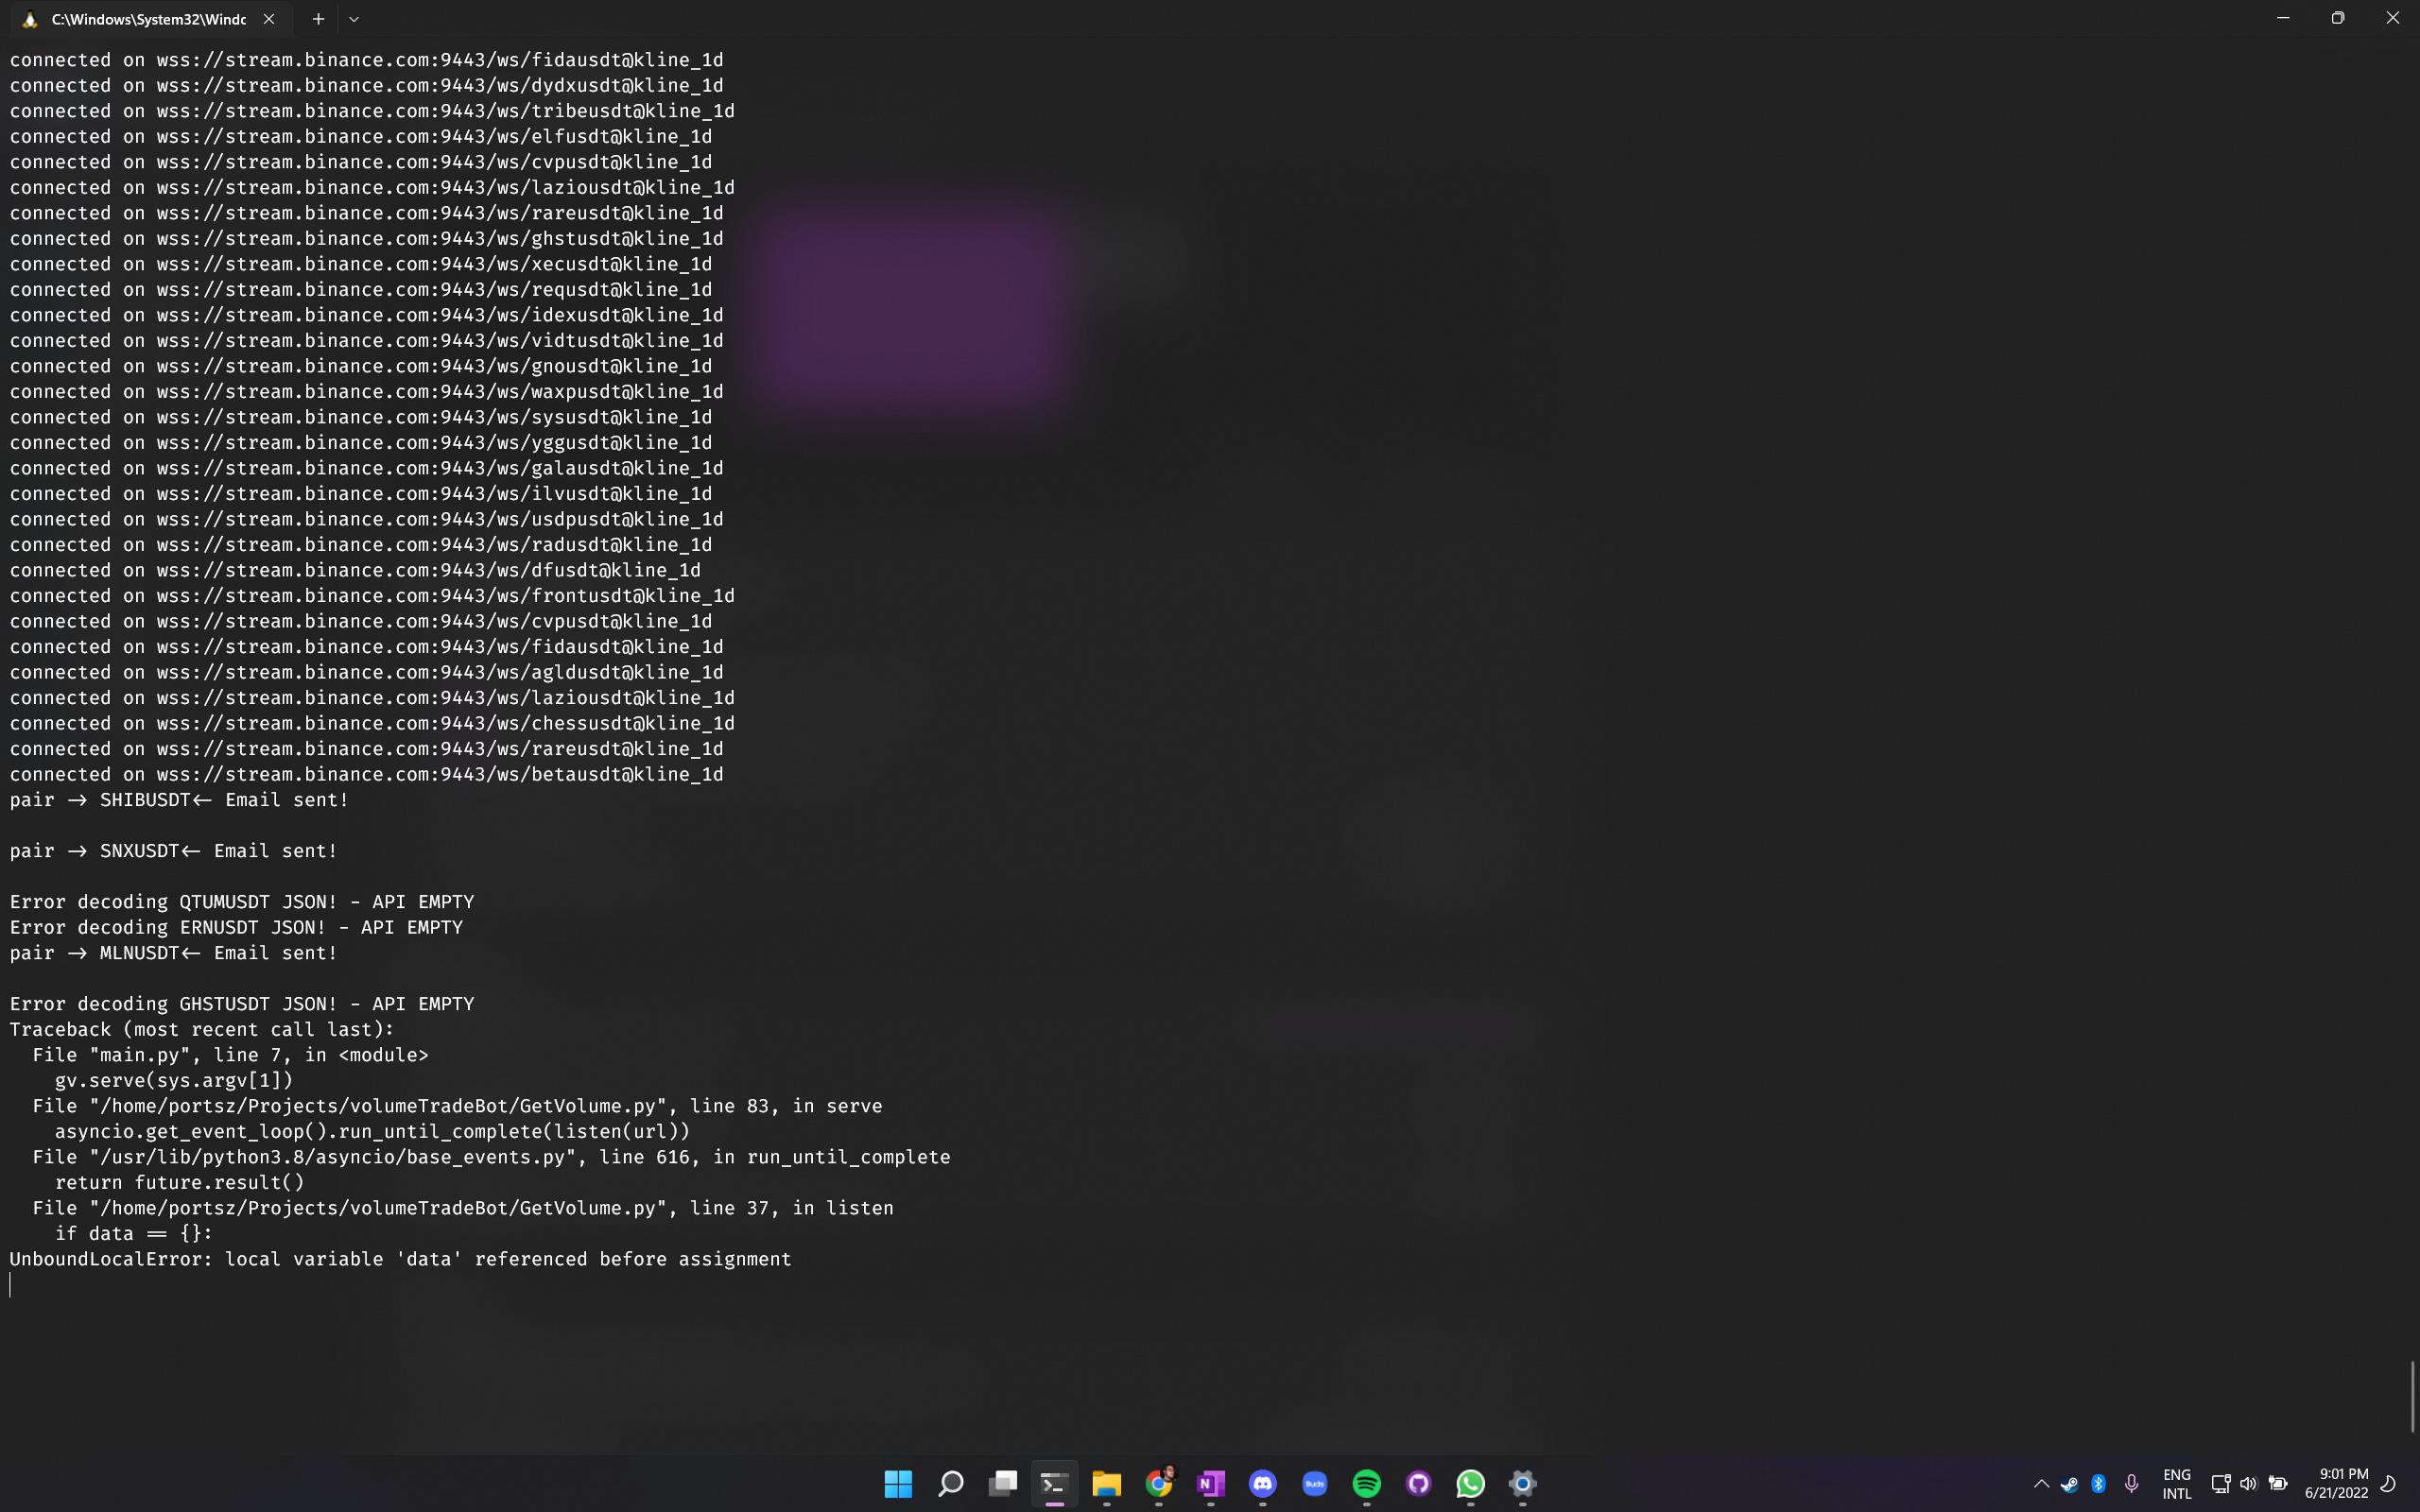 C:\Windows\System32\Windc
connected on wss://stream.binance.com:9443/ws/fidausdt@kline_1d
connected on wss://stream.binance.com:9443/ws/dydxusdt@kline_1d
connected on wss://stream.binance.com:9443/ws/tribeusdt@kline_1d
connected on wss://stream.binance.com:9443/ws/elfusdt@kline_1d
connected on wss://stream.binance.com:9443/ws/cvpusdt@kline_1d
connected on wss://stream.binance.com:9443/ws/laziousdt@kline_1d
connected on wss://stream.binance.com:9443/ws/rareusdt@kline_1d
connected on wss://stream.binance.com:9443/ws/ghstusdt@kline_1d
connected on wss://stream.binance.com:9443/ws/xecusdt@kline_1d
connected on wss://stream.binance.com:9443/ws/requsdt@kline_1d
connected on wss://stream.binance.com:9443/ws/idexusdt@kline_1d
connected on wss://stream.binance.com:9443/ws/vidtusdt@kline_1d
connected on wss://stream.binance.com:9443/ws/gnousdt@kline_1d
connected on wss://stream.binance.com:9443/ws/waxpusdt@kline_1d
connected on wss://stream.binance.com:9443/ws/sysusdt@kline_1d
connected on wss://stream.binance.com:9443/ws/yggusdt@kline_1d
connected on wss://stream.binance.com:9443/ws/galausdt@kline_1d
connected on wss://stream.binance.com:9443/ws/ilvusdt@kline_1d
connected on wss://stream.binance.com:9443/ws/usdpusdt@kline_1d
connected on wss://stream.binance.com:9443/ws/radusdt@kline_1d
connected on wss://stream.binance.com:9443/ws/dfusdt@kline_1d
connected on wss://stream.binance.com:9443/ws/frontusdt@kline_1d
connected on wss://stream.binance.com:9443/ws/cvpusdt@kline_1d
connected on wss://stream.binance.com:9443/ws/fidausdt@kline_1d
connected on wss://stream.binance.com:9443/ws/agldusdt@kline_1d
connected on wss://stream.binance.com:9443/ws/laziousdt@kline_1d
connected on wss://stream.binance.com:9443/ws/chessusdt@kline_1d
connected on wss://stream.binance.com:9443/ws/rareusdt@kline_1d
connected on wss://stream.binance.com:9443/ws/betausdt@kline_1d
pair -> SHIBUSDT<- Email sent!
pair -> SNXUSDT<- Email sent!
Error decoding QTUMUSDT JSON! - API EMPTY
Error decoding ERNUSDT JSON! - API EMPTY
pair -> MLNUSDT<- Email sent!
Error decoding GHSTUSDT JSON! - API EMPTY
Traceback (most recent call last):
  File "main.py", line 7, in <module>
    gv.serve(sys.argv[1])
  File "/home/portsz/Projects/volumeTradeBot/GetVolume.py", line 83, in serve
    asyncio.get_event_loop().run_until_complete(listen(url))
  File "/usr/lib/python3.8/asyncio/base_events.py", line 616, in run_until_complete
    return future.result()
  File "/home/portsz/Projects/volumeTradeBot/GetVolume.py", line 37, in listen
    if data == {}:
UnboundLocalError: local variable 'data' referenced before assignment
Buds
ENG
INTL
9:01 PM
6/21/2022